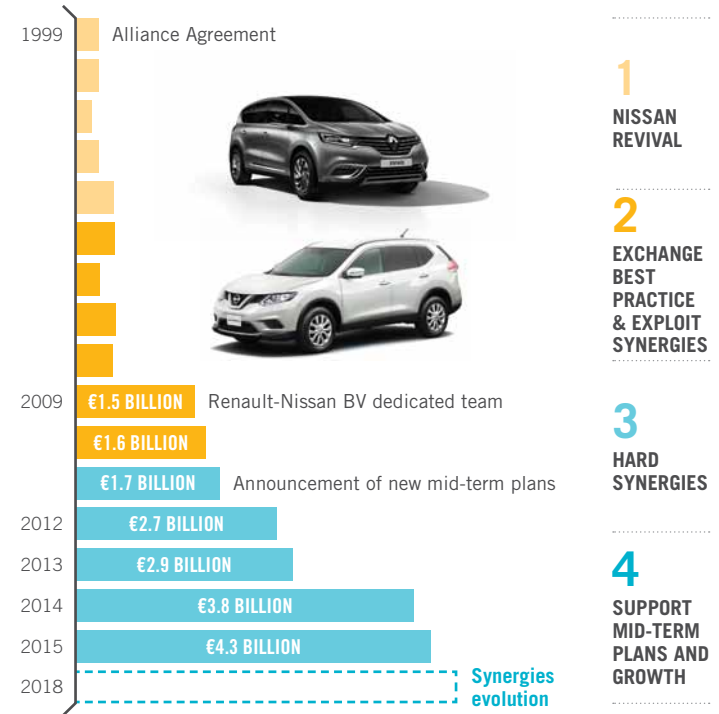 1999 Alliance Agreement
2009 €1.5 BILLION Renault-Nissan BV dedicated team
€1.6 BILLION
€1.7 BILLION Announcement of new mid-term plans
2012 €2.7 BILLION
2013 €2.9 BILLION
2014 €3.8 BILLION
2015 €4.3 BILLION
2018 Synergies
evolution
1
NISSAN
REVIVAL
2
EXCHANGE
BEST
PRACTICE
& EXPLOIT
SYNERGIES
3
HARD
SYNERGIES
4
SUPPORT
MID-TERM
PLANS AND
GROWTH